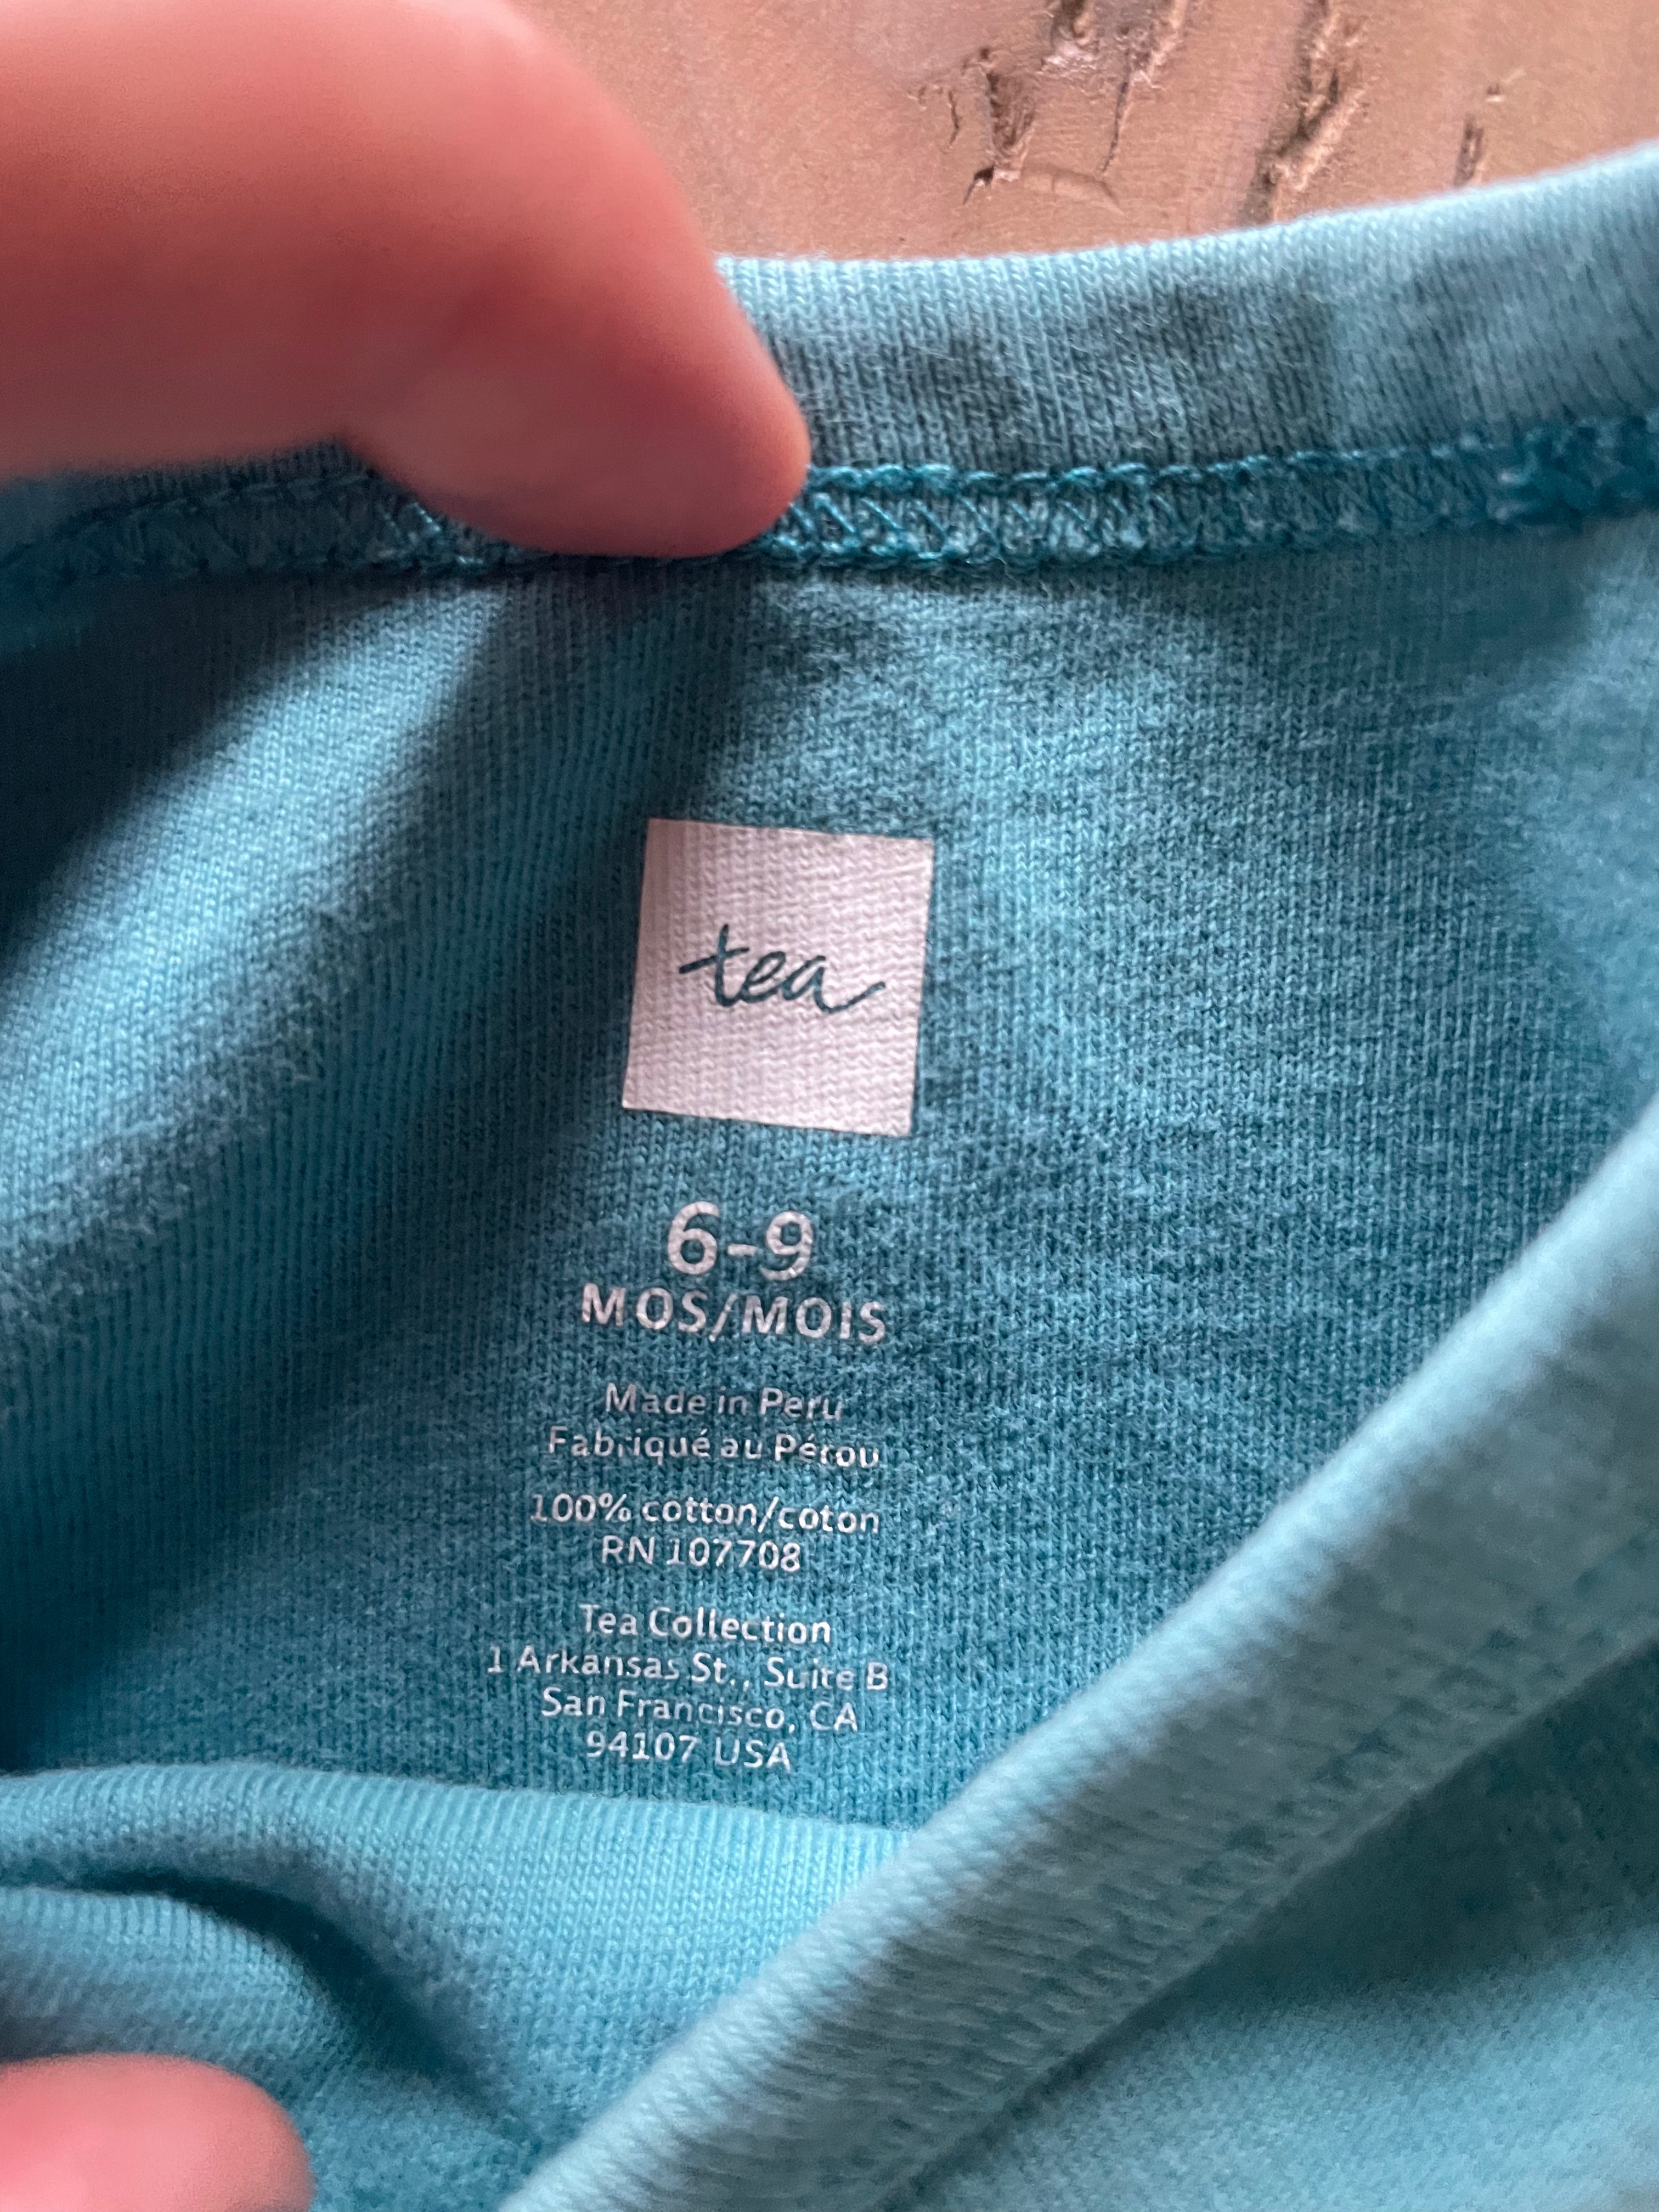 tea
6-9
MOS/MOIS
Made in Peru
Fabriqué au Pérou
100% cotton/coton
RN 107708
Tea Collection
1 Arkansas St., Suite B
San Francisco, CA
94107 USA